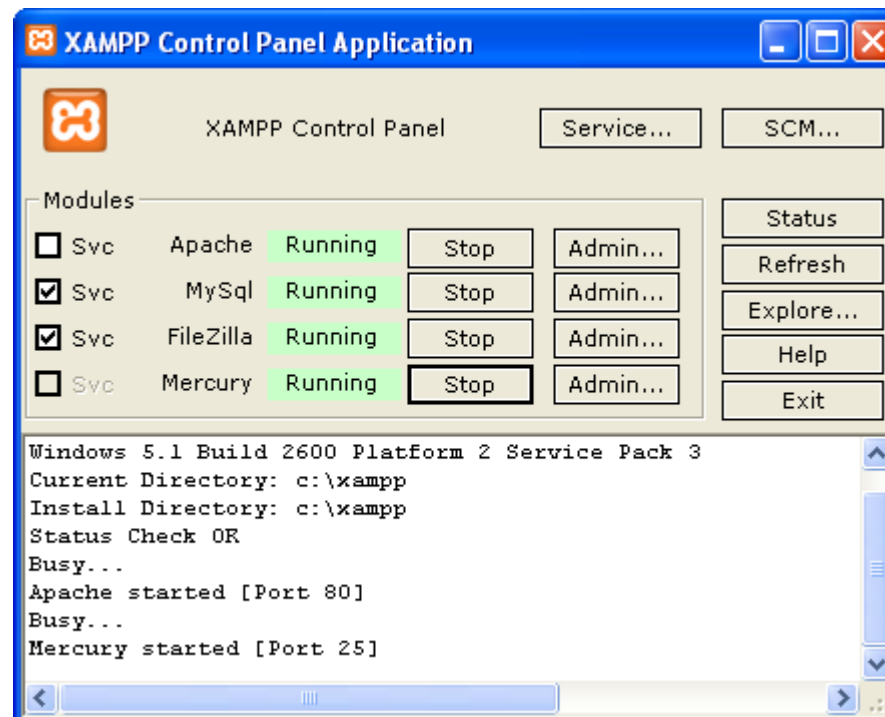 XAMPP Control Panel Application
XAMPP Control Panel Service... SCM...
Modules
Status
Svc Apache Running Stop Admin...
Refresh
Svc MySql Running Stop Admin...
Explore...
Svc FileZilla Running Stop Admin...
Help
Svc Mercury Running Stop Admin...
Exit
Windows 5.1 Build 2600 Platform 2 Service Pack 3
Current Directory: c:\xampp
Install Directory: c:\xampp
Status Check OK
Busy...
Apache started [Port 80]
Busy...
Mercury started [Port 25]